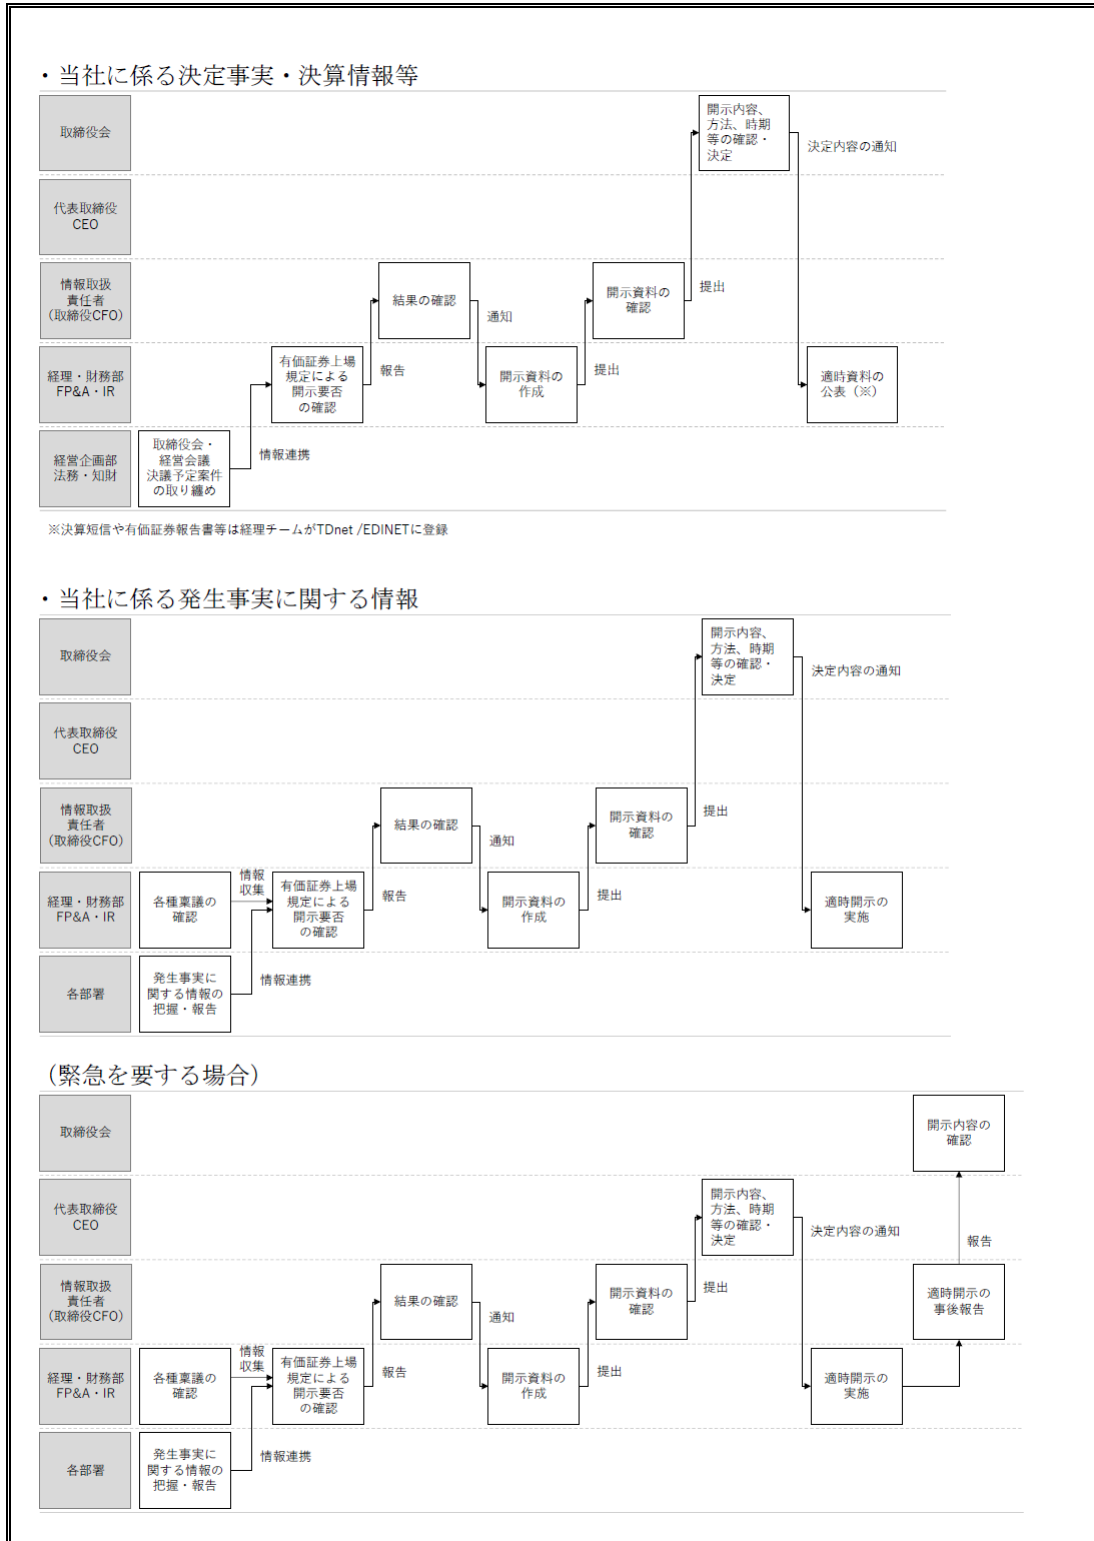 ・当社に係る決定事実・決算情報等
取締役会
開示内容、
方法、時期
等の確認・
決定
決定内容の通知
代表取締役
CEO
情報取扱
責任者
(取締役CFO)
結果の確認
通知
開示資料の
確認
提出
経理・財務部
FP&A・IR
有価証券上場
規定による
開示要否
の確認
報告
開示資料の
作成
提出
適時資料の
公表（※）
経営企画部
法務・知財
取締役会・
経営会議
決議予定案件
の取り纏め
情報連携
※決算短信や有価証券報告書等は経理チームがTDnet /EDINETに登録
・当社に係る発生事実に関する情報
取締役会
開示内容、
方法、時期
等の確認・
決定
決定内容の通知
代表取締役
CEO
情報取扱
責任者
(取締役CFO)
結果の確認
通知
開示資料の
確認
提出
経理・財務部
FP&A・IR
各種稟議の
確認
情報
収集
有価証券上場
規定による
開示要否
の確認
報告
開示資料の
作成
提出
適時開示の
実施
各部署
発生事実に
関する情報の
把握・報告
情報連携
（緊急を要する場合）
取締役会
開示内容の
確認
代表取締役
CEO
開示内容、
方法、時期
等の確認・
決定
決定内容の通知
報告
情報取扱
責任者
(取締役CFO)
結果の確認
通知
開示資料の
確認
提出
適時開示の
事後報告
経理・財務部
FP&A・IR
各種稟議の
確認
情報
収集
有価証券上場
規定による
開示要否
の確認
報告
開示資料の
作成
提出
適時開示の
実施
各部署
発生事実に
関する情報の
把握・報告
情報連携